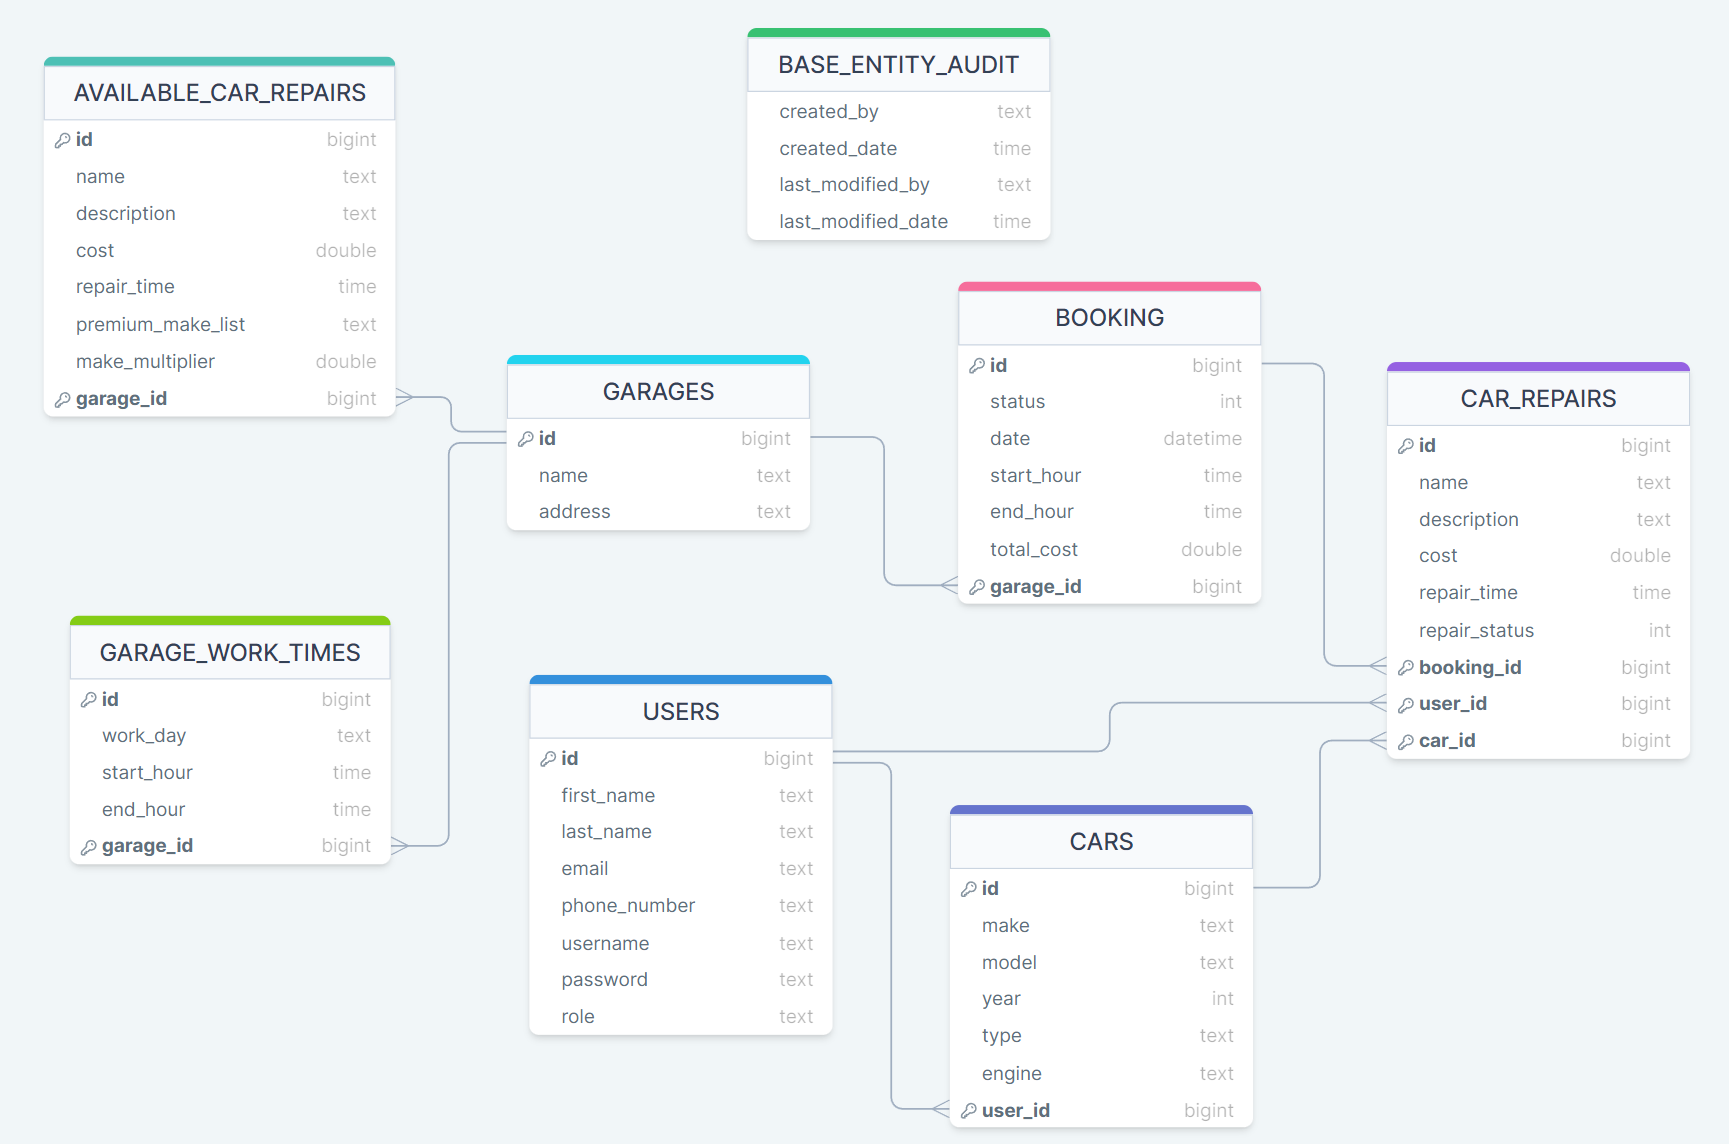 AVAILABLE_CAR_REPAIRS
id bigint
name text
description text
cost double
repair_time time
premium_make_list text
make_multiplier double
garage_id bigint
BASE_ENTITY_AUDIT
created_by text
created_date time
last_modified_by text
last_modified_date time
GARAGES
id bigint
name text
address text
BOOKING
id bigint
status int
date datetime
start_hour time
end_hour time
total_cost double
garage_id bigint
CAR_REPAIRS
id bigint
name text
description text
cost double
repair_time time
repair_status int
booking_id bigint
user_id bigint
car_id bigint
GARAGE_WORK_TIMES
id bigint
work_day text
start_hour time
end_hour time
garage_id bigint
USERS
id bigint
first_name text
last_name text
email text
phone_number text
username text
password text
role text
CARS
id bigint
make text
model text
year int
type text
engine text
user_id bigint